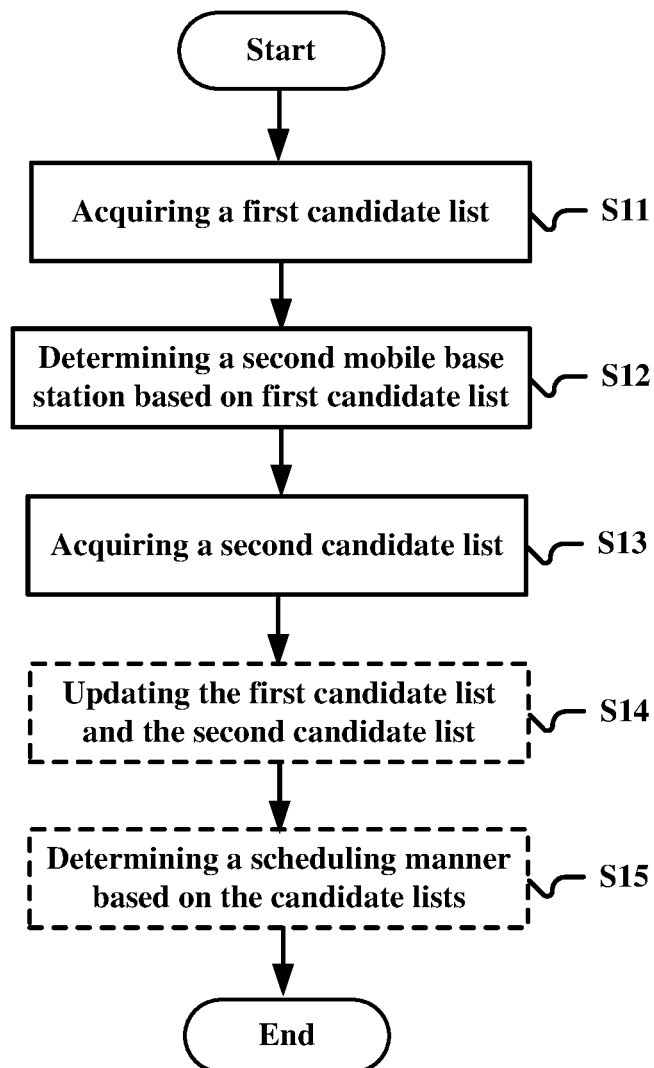 Start
Acquiring a first candidate list
S11
Determining a second mobile base
station based on first candidate list
S12
Acquiring a second candidate list
S13
Updating the first candidate list
and the second candidate list
S14
Determining a scheduling manner
based on the candidate lists
S15
End